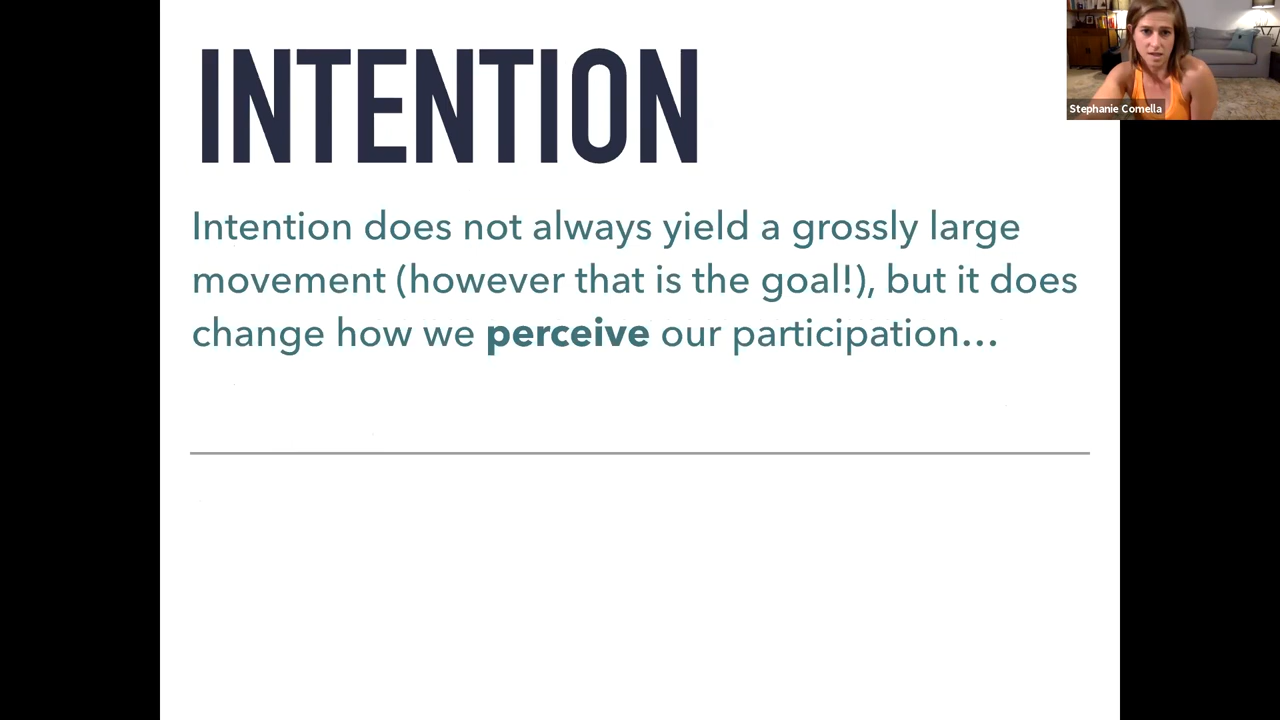 INTENTION
Intention does not always yield a grossly large
movement (however that is the goal!), but it does
change how we perceive our participation...
Stephanie Comella